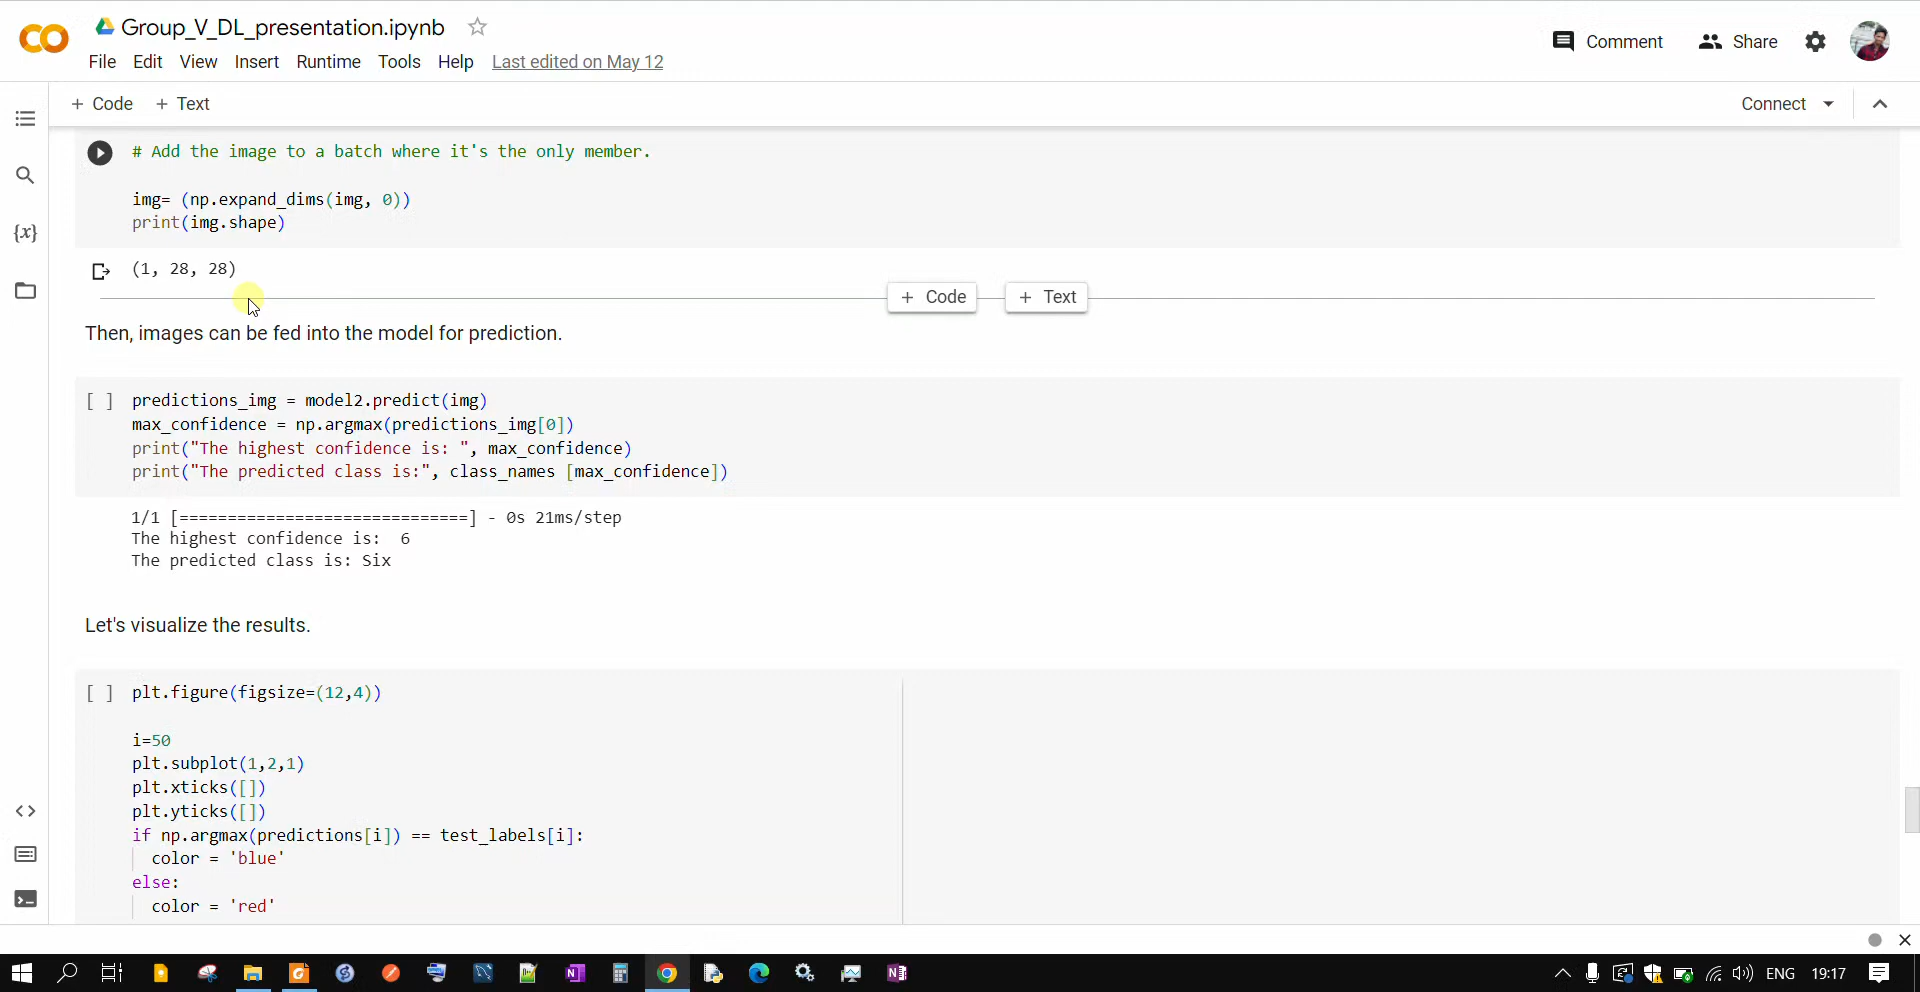 Group_V_DL_presentation.ipynb
File Edit View Insert Runtime Tools Help Last edited on May 12
Comment Share
+ Code + Text
Connect
# Add the image to a batch where it's the only member.
img= (np.expand_dims(img, 0))
print(img.shape)
(1, 28, 28)
+ Code + Text
Then, images can be fed into the model for prediction.
[ ] predictions_img = model2.predict(img)
max_confidence = np.argmax(predictions_img[0])
print("The highest confidence is: ", max_confidence)
print("The predicted class is:", class_names [max_confidence])
1/1 [==============================] - 0s 21ms/step
The highest confidence is:  6
The predicted class is: Six
Let's visualize the results.
[ ] plt.figure(figsize=(12,4))
i=50
plt.subplot(1,2,1)
plt.xticks([])
plt.yticks([])
if np.argmax(predictions[i]) == test_labels[i]:
color = 'blue'
else:
color = 'red'
{x}
ENG 19:17